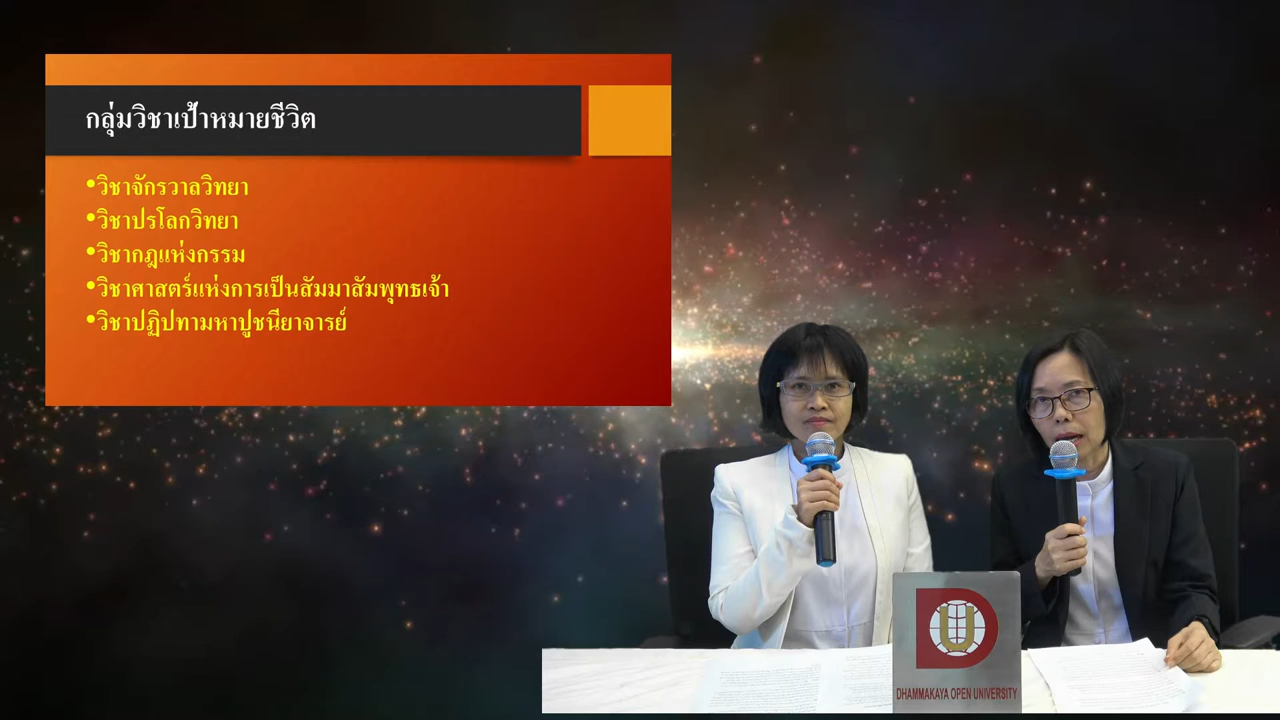 กลุ่มวิชาเป้าหมายชีวิต
•วิชาจักรวาลวิทยา
•วิชาปรโลกวิทยา
•วิชากฎแห่งกรรม
•วิชาศาสตร์แห่งการเป็นสัมมาสัมพุทธเจ้า
•วิชาปฏิปทามหาปูชนียาจารย์
DU
DHAMMAKAYA OPEN UNIVERSITY